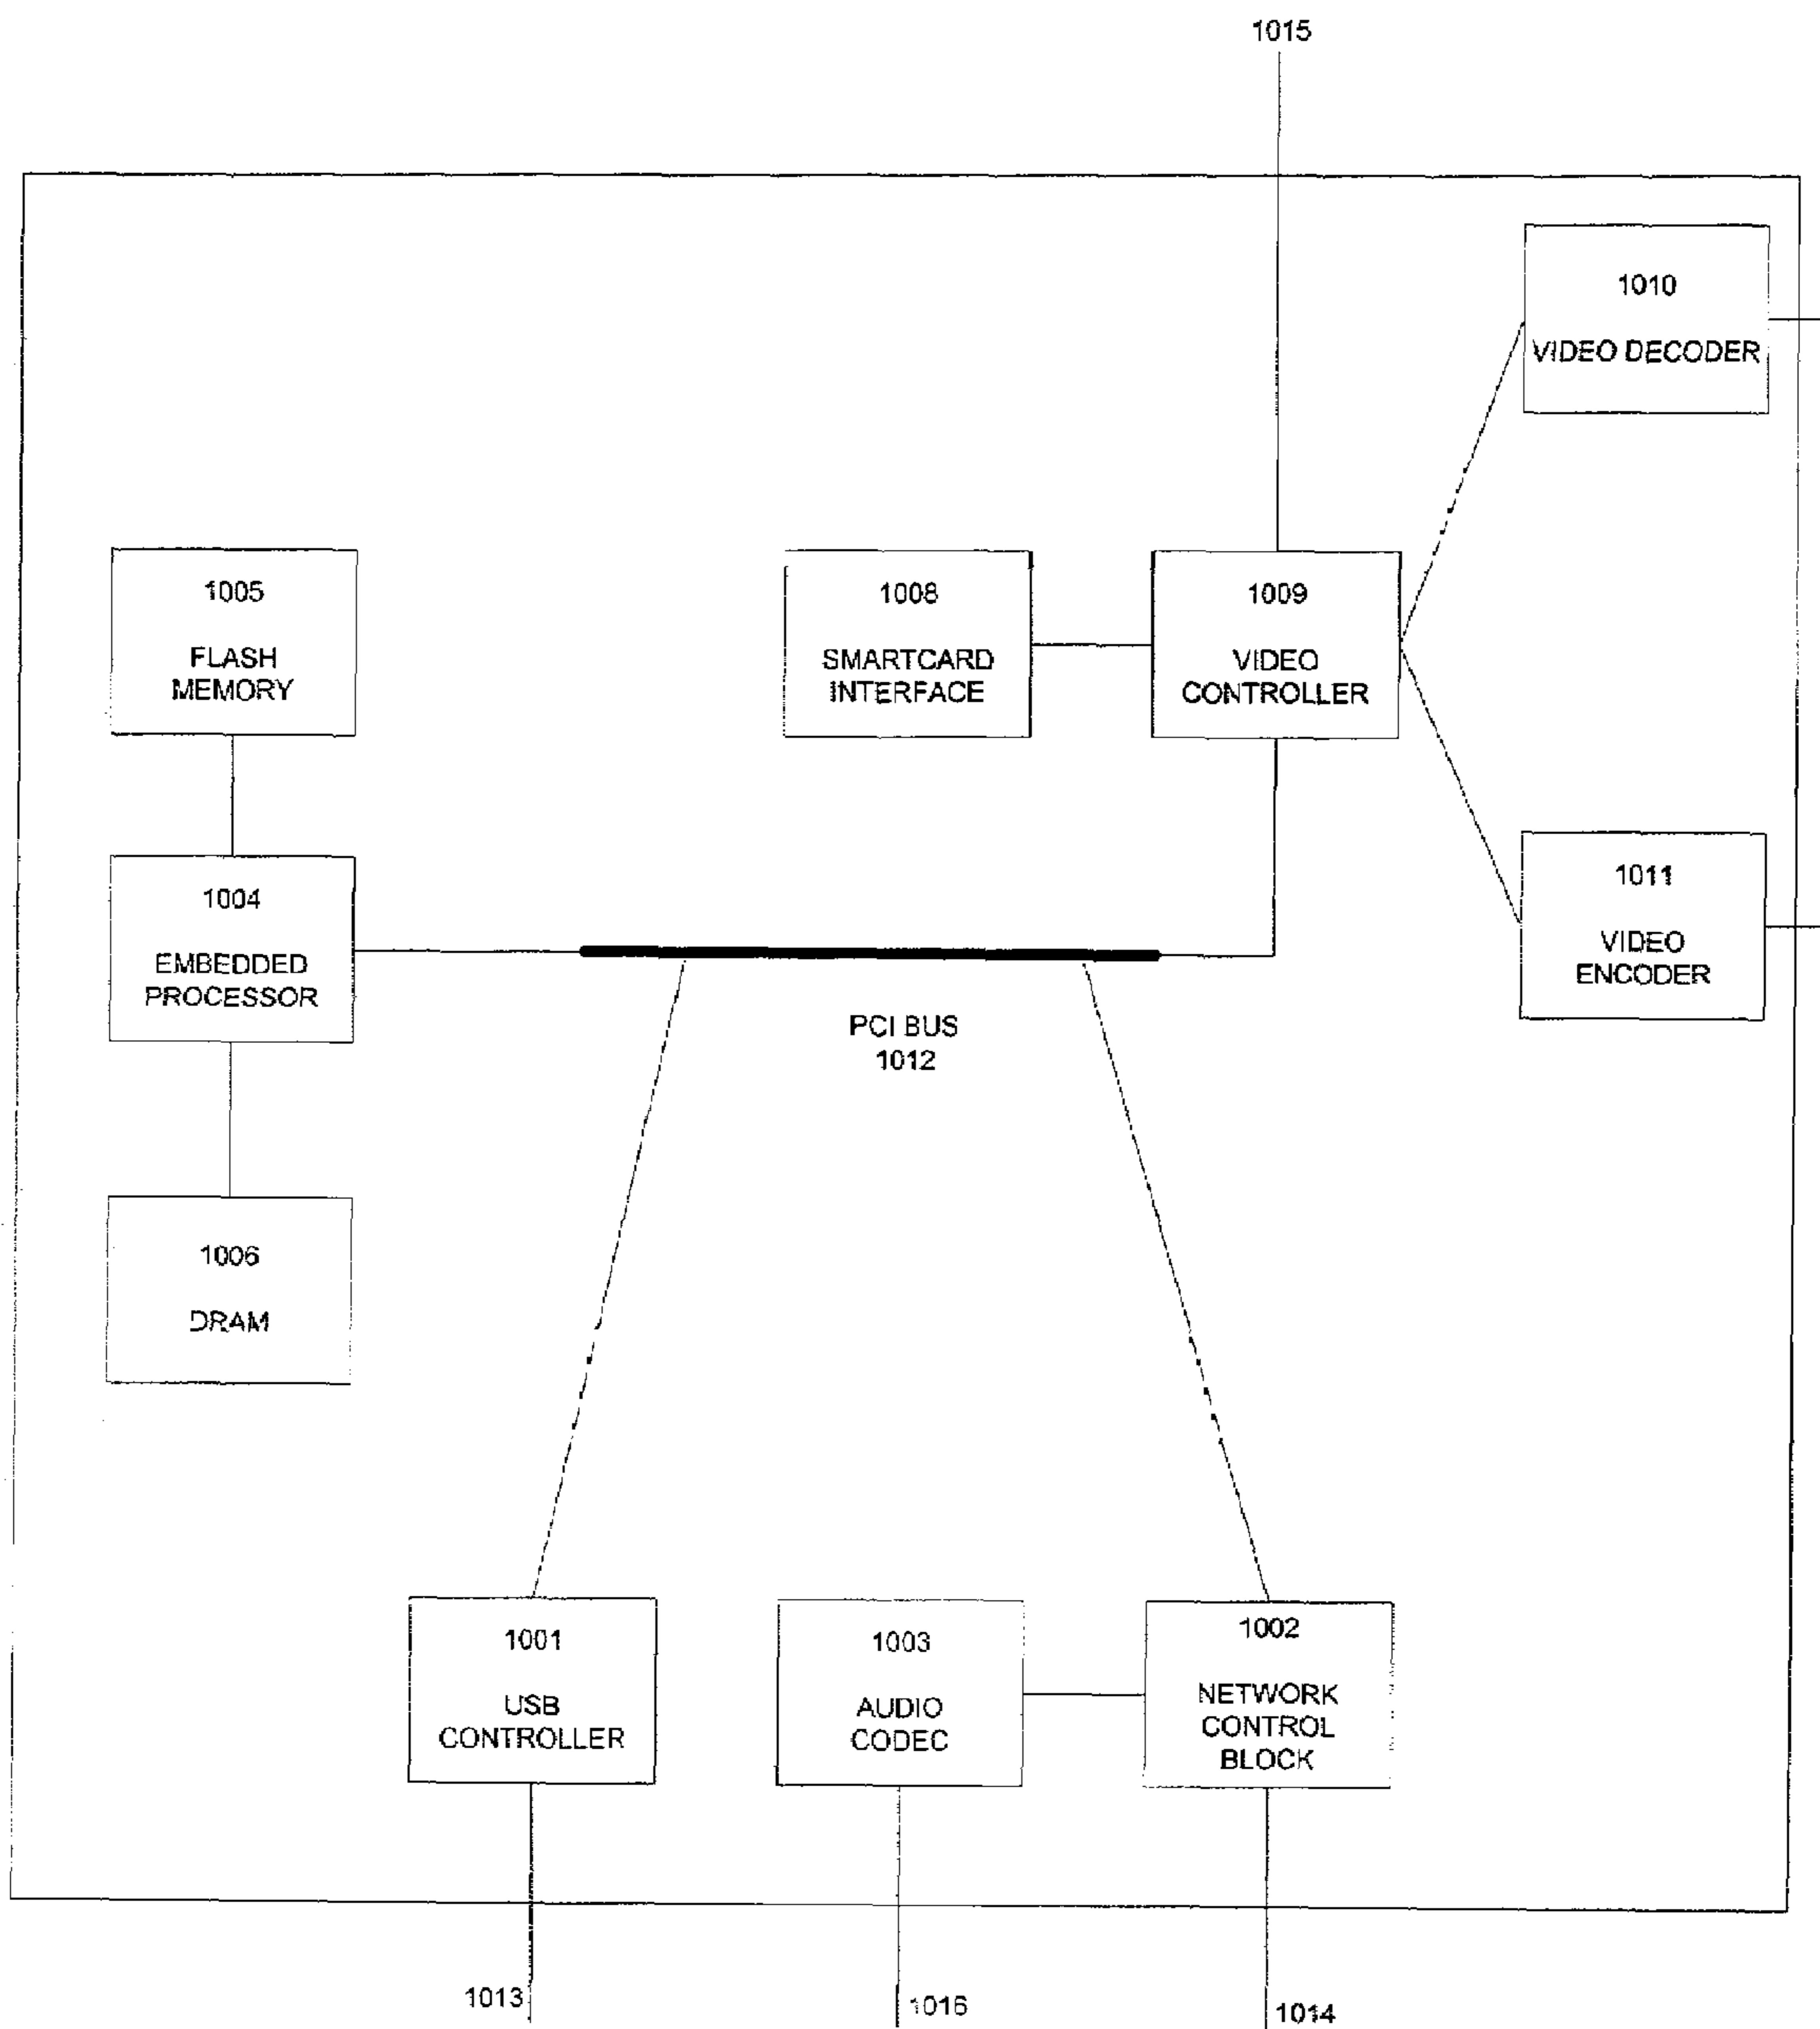 1015
1010
VIDEO DECODER
1005
FLASH
MEMORY
1008
SMARTCARD
INTERFACE
1009
VIDEO
CONTROLLER
1004
EMBEDDED
PROCESSOR
1011
VIDEO
ENCODER
PCI BUS
1012
1006
DRAM
1001
USB
CONTROLLER
1003
AUDIO
CODEC
1002
NETWORK
CONTROL
BLOCK
1013
1016
1014